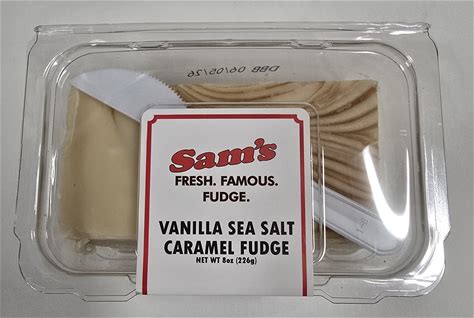 DBB 06/05/26
Sam's
FRESH. FAMOUS.
FUDGE.
VANILLA SEA SALT
CARAMEL FUDGE
NET WT 8oz (226g)